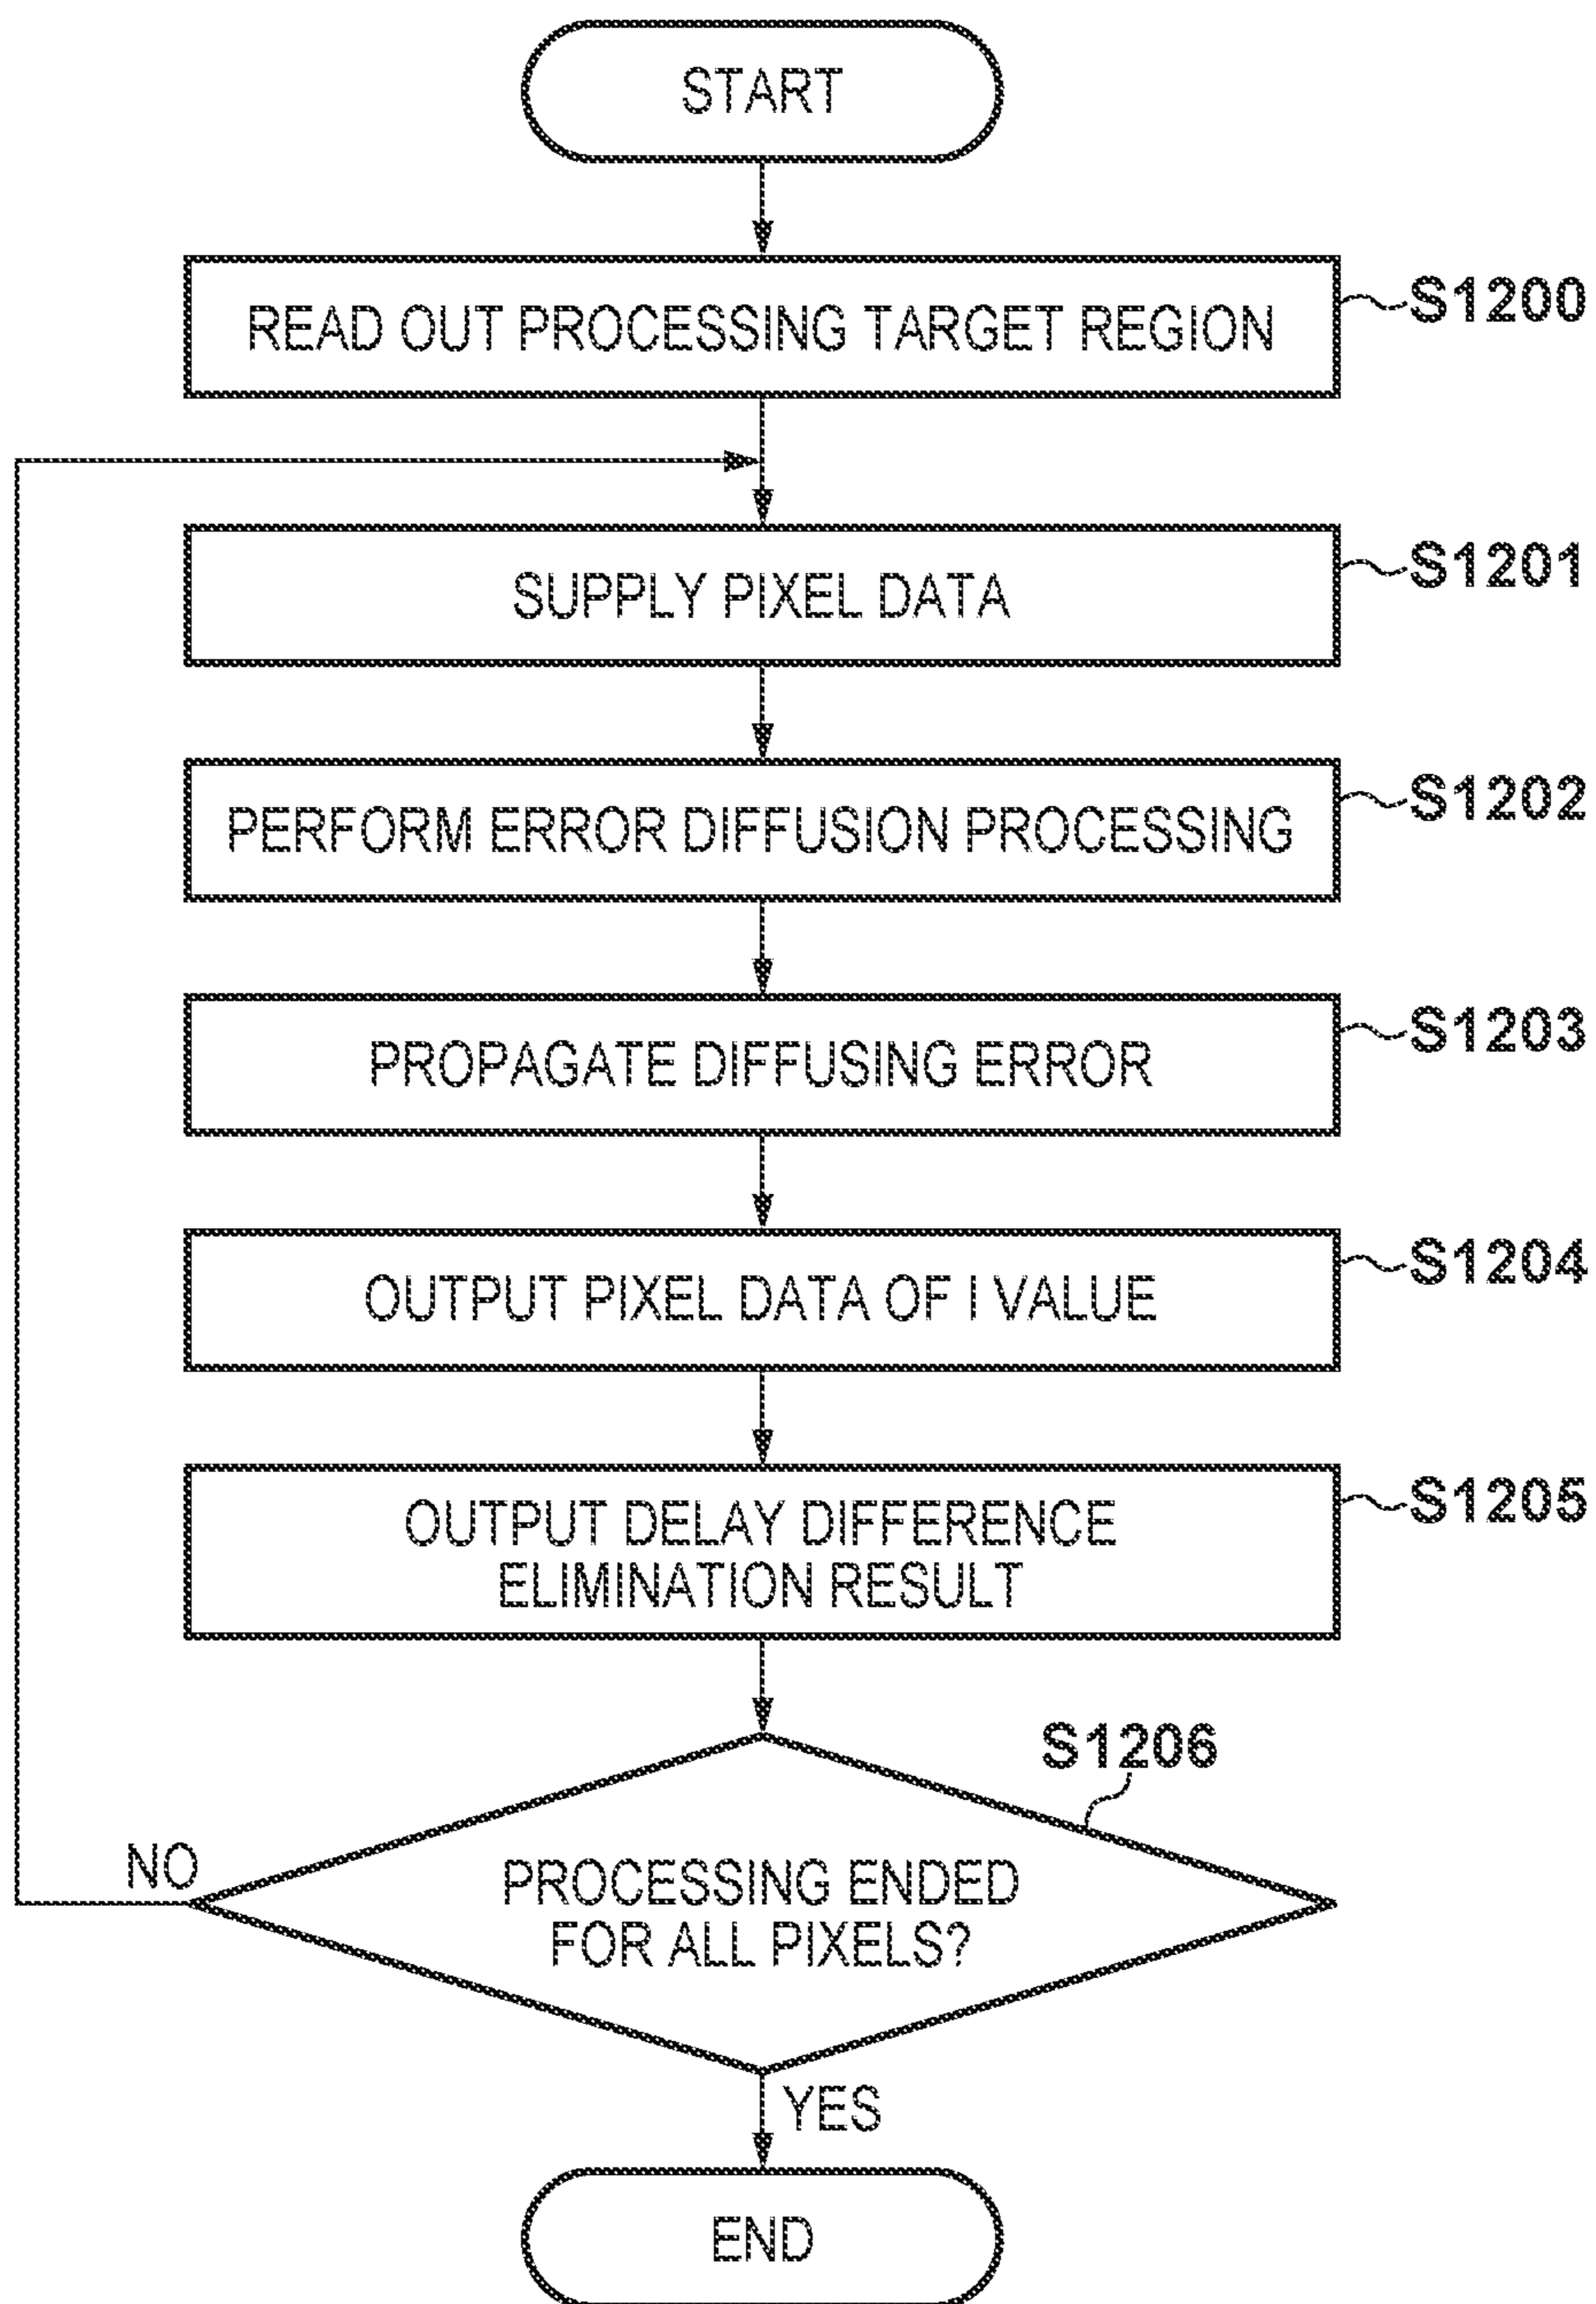 START
READ OUT PROCESSING TARGET REGION
S1200
SUPPLY PIXEL DATA
S1201
PERFORM ERROR DIFFUSION PROCESSING
S1202
PROPAGATE DIFFUSING ERROR
S1203
OUTPUT PIXEL DATA OF I VALUE
S1204
OUTPUT DELAY DIFFERENCE
ELIMINATION RESULT
S1205
S1206
NO
PROCESSING ENDED
FOR ALL PIXELS?
YES
END